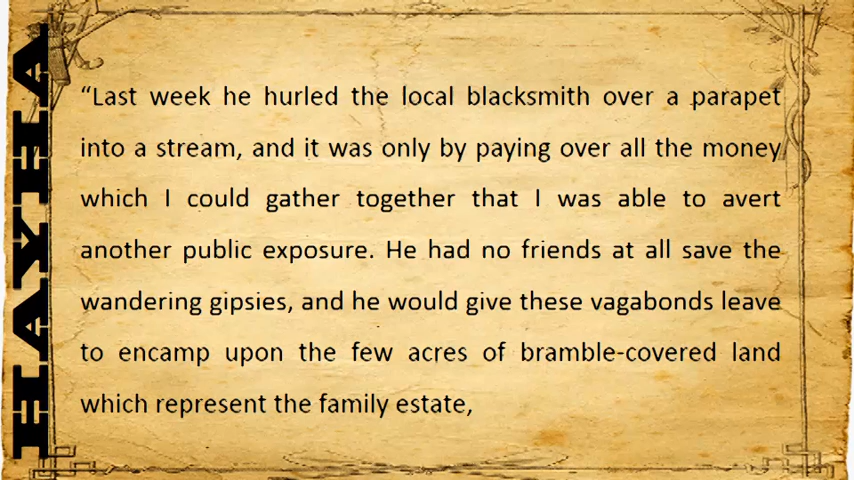 HAYHA
“Last week he hurled the local blacksmith over a parapet
into a stream, and it was only by paying over all the money
which I could gather together that I was able to avert
another public exposure. He had no friends at all save the
wandering gipsies, and he would give these vagabonds leave
to encamp upon the few acres of bramble-covered land
which represent the family estate,